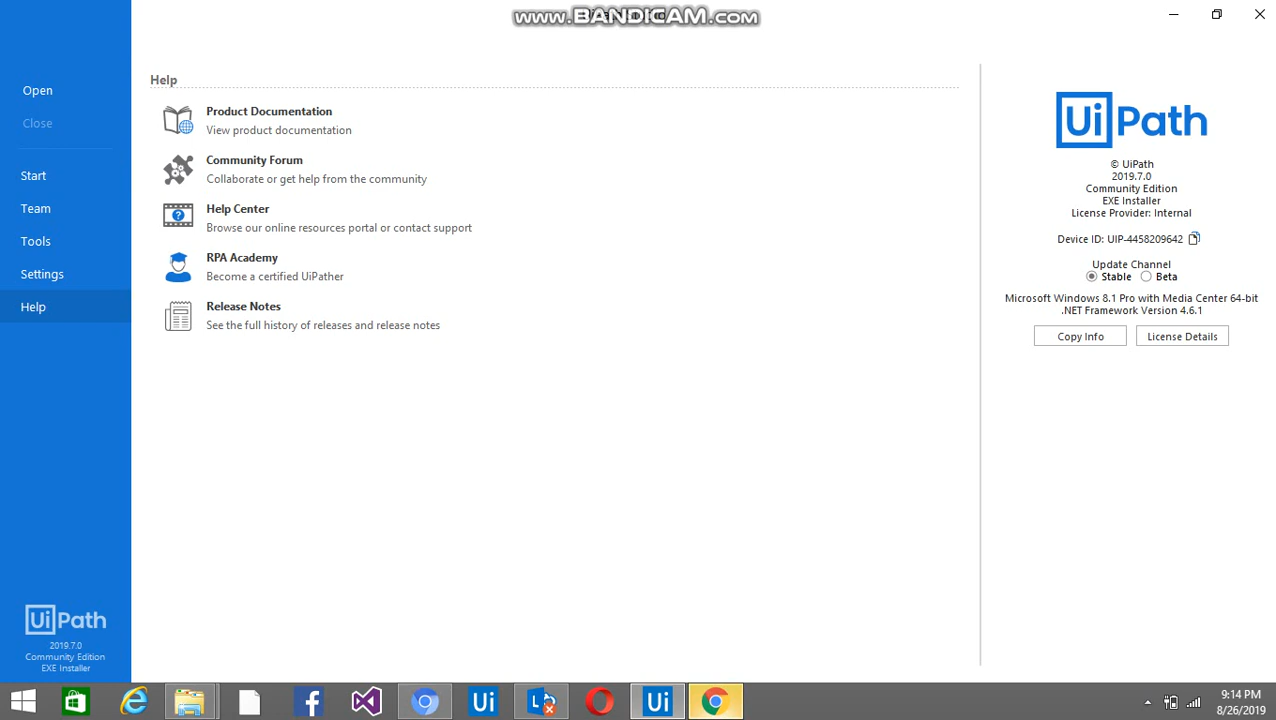 www.BANDICAM.com
Open
Close
Start
Team
Tools
Settings
Help
UiPath
2019.7.0
Community Edition
EXE Installer
Help
Product Documentation
View product documentation
Community Forum
Collaborate or get help from the community
Help Center
Browse our online resources portal or contact support
RPA Academy
Become a certified UiPather
Release Notes
See the full history of releases and release notes
UiPath
© UiPath
2019.7.0
Community Edition
EXE Installer
License Provider: Internal
Device ID: UIP-4458209642
Update Channel
Stable Beta
Microsoft Windows 8.1 Pro with Media Center 64-bit
.NET Framework Version 4.6.1
Copy Info License Details
Ui Ui
9:14 PM
8/26/2019